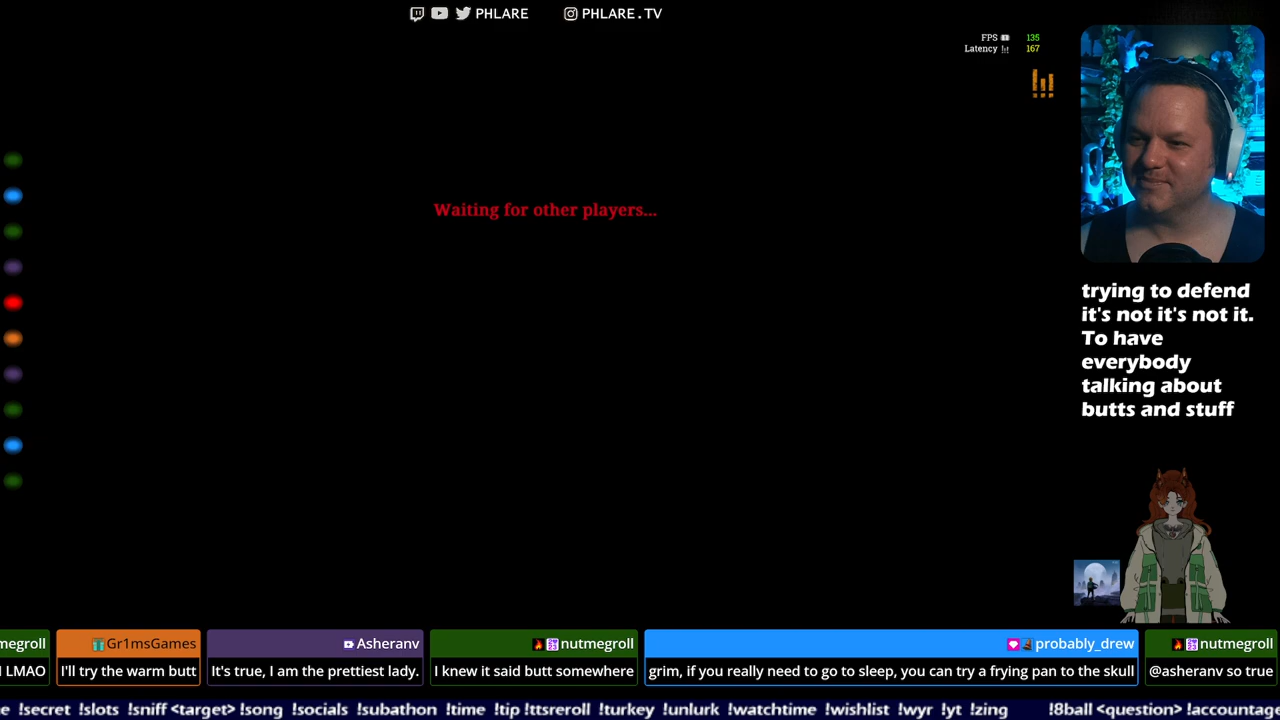 PHLARE PHLARE.TV
FPS 135
Latency 167
Waiting for other players...
trying to defend
it's not it's not it.
To have
everybody
talking about
butts and stuff
megroll
LMAO
Gr1msGames
I'll try the warm butt
Asheranv
It's true, I am the prettiest lady.
nutmegroll
I knew it said butt somewhere
probably_drew
grim, if you really need to go to sleep, you can try a frying pan to the skull
nutmegroll
@asheranv so true
e !secret !slots !sniff <target> !song !socials !subathon !time !tip !ttsreroll !turkey !unlurk !watchtime !wishlist !wyr !yt !zing !8ball <question> !accountage